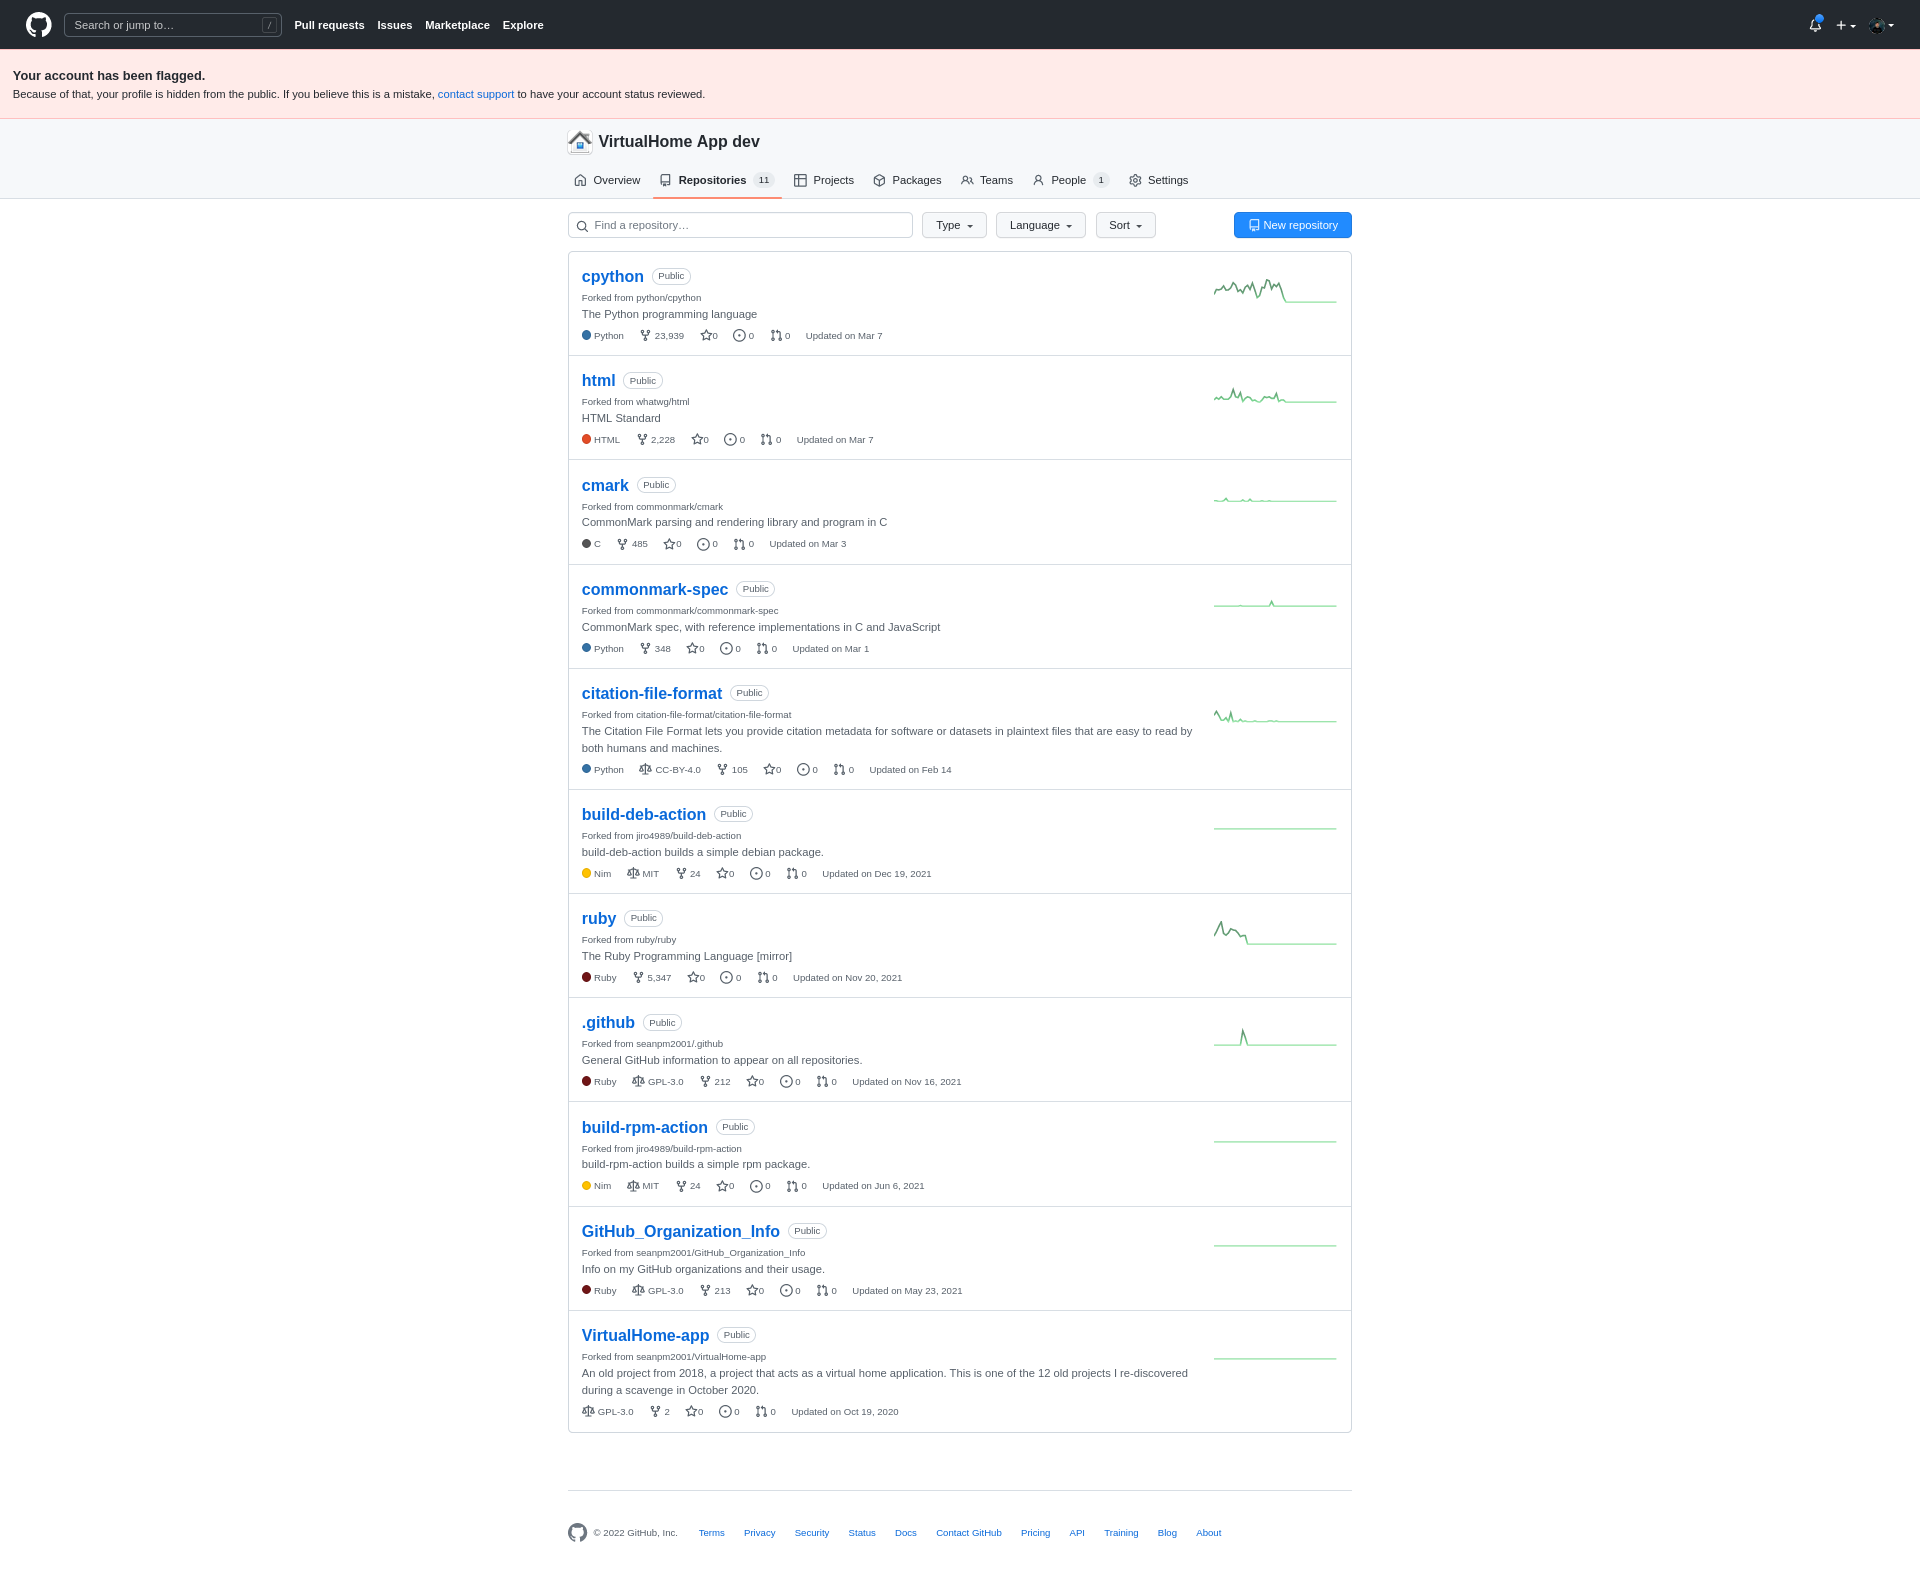 Search or jump to… /
Pull requests Issues Marketplace Explore
Your account has been flagged.
Because of that, your profile is hidden from the public. If you believe this is a mistake, contact support to have your account status reviewed.
VirtualHome App dev
Overview Repositories 11 Projects Packages Teams People 1 Settings
Find a repository… Type Language Sort New repository
cpython Public
Forked from python/cpython
The Python programming language
Python 23,939 0 0 0 Updated on Mar 7
html Public
Forked from whatwg/html
HTML Standard
HTML 2,228 0 0 0 Updated on Mar 7
cmark Public
Forked from commonmark/cmark
CommonMark parsing and rendering library and program in C
C 485 0 0 0 Updated on Mar 3
commonmark-spec Public
Forked from commonmark/commonmark-spec
CommonMark spec, with reference implementations in C and JavaScript
Python 348 0 0 0 Updated on Mar 1
citation-file-format Public
Forked from citation-file-format/citation-file-format
The Citation File Format lets you provide citation metadata for software or datasets in plaintext files that are easy to read by
both humans and machines.
Python CC-BY-4.0 105 0 0 0 Updated on Feb 14
build-deb-action Public
Forked from jiro4989/build-deb-action
build-deb-action builds a simple debian package.
Nim MIT 24 0 0 0 Updated on Dec 19, 2021
ruby Public
Forked from ruby/ruby
The Ruby Programming Language [mirror]
Ruby 5,347 0 0 0 Updated on Nov 20, 2021
.github Public
Forked from seanpm2001/.github
General GitHub information to appear on all repositories.
Ruby GPL-3.0 212 0 0 0 Updated on Nov 16, 2021
build-rpm-action Public
Forked from jiro4989/build-rpm-action
build-rpm-action builds a simple rpm package.
Nim MIT 24 0 0 0 Updated on Jun 6, 2021
GitHub_Organization_Info Public
Forked from seanpm2001/GitHub_Organization_Info
Info on my GitHub organizations and their usage.
Ruby GPL-3.0 213 0 0 0 Updated on May 23, 2021
VirtualHome-app Public
Forked from seanpm2001/VirtualHome-app
An old project from 2018, a project that acts as a virtual home application. This is one of the 12 old projects I re-discovered
during a scavenge in October 2020.
GPL-3.0 2 0 0 0 Updated on Oct 19, 2020
© 2022 GitHub, Inc. Terms Privacy Security Status Docs Contact GitHub Pricing API Training Blog About